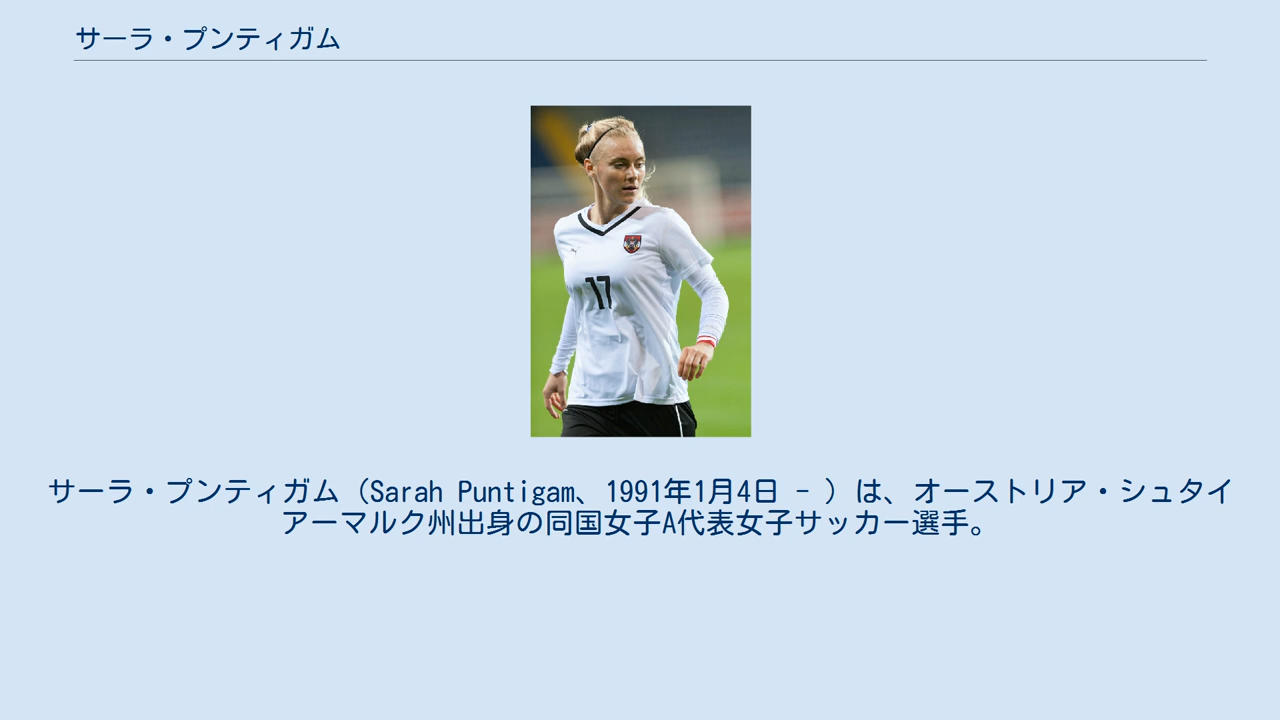 サーラ・プンティガム
17
サーラ・プンティガム（Sarah Puntigam、1991年1月4日 - ）は、オーストリア・シュタイ
アーマルク州出身の同国女子A代表女子サッカー選手。